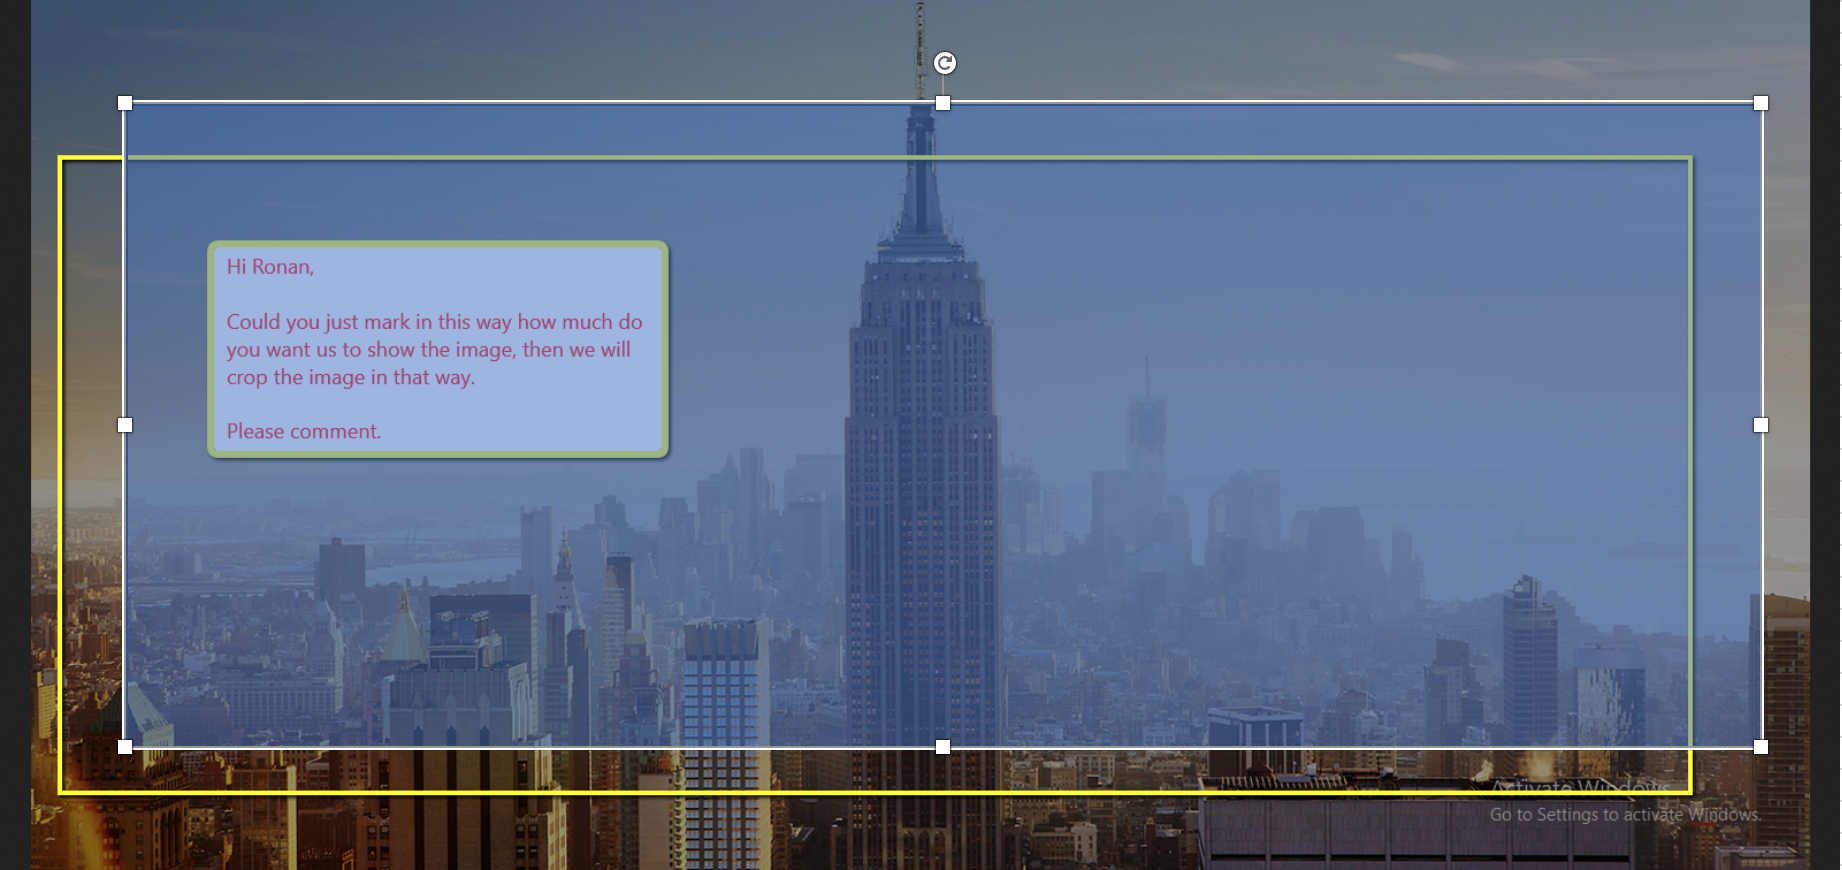 Hi Ronan,
Could you just mark in this way how much do
you want us to show the image, then we will
crop the image in that way.
Please comment.
Activate Windows
Go to Settings to activate Windows.